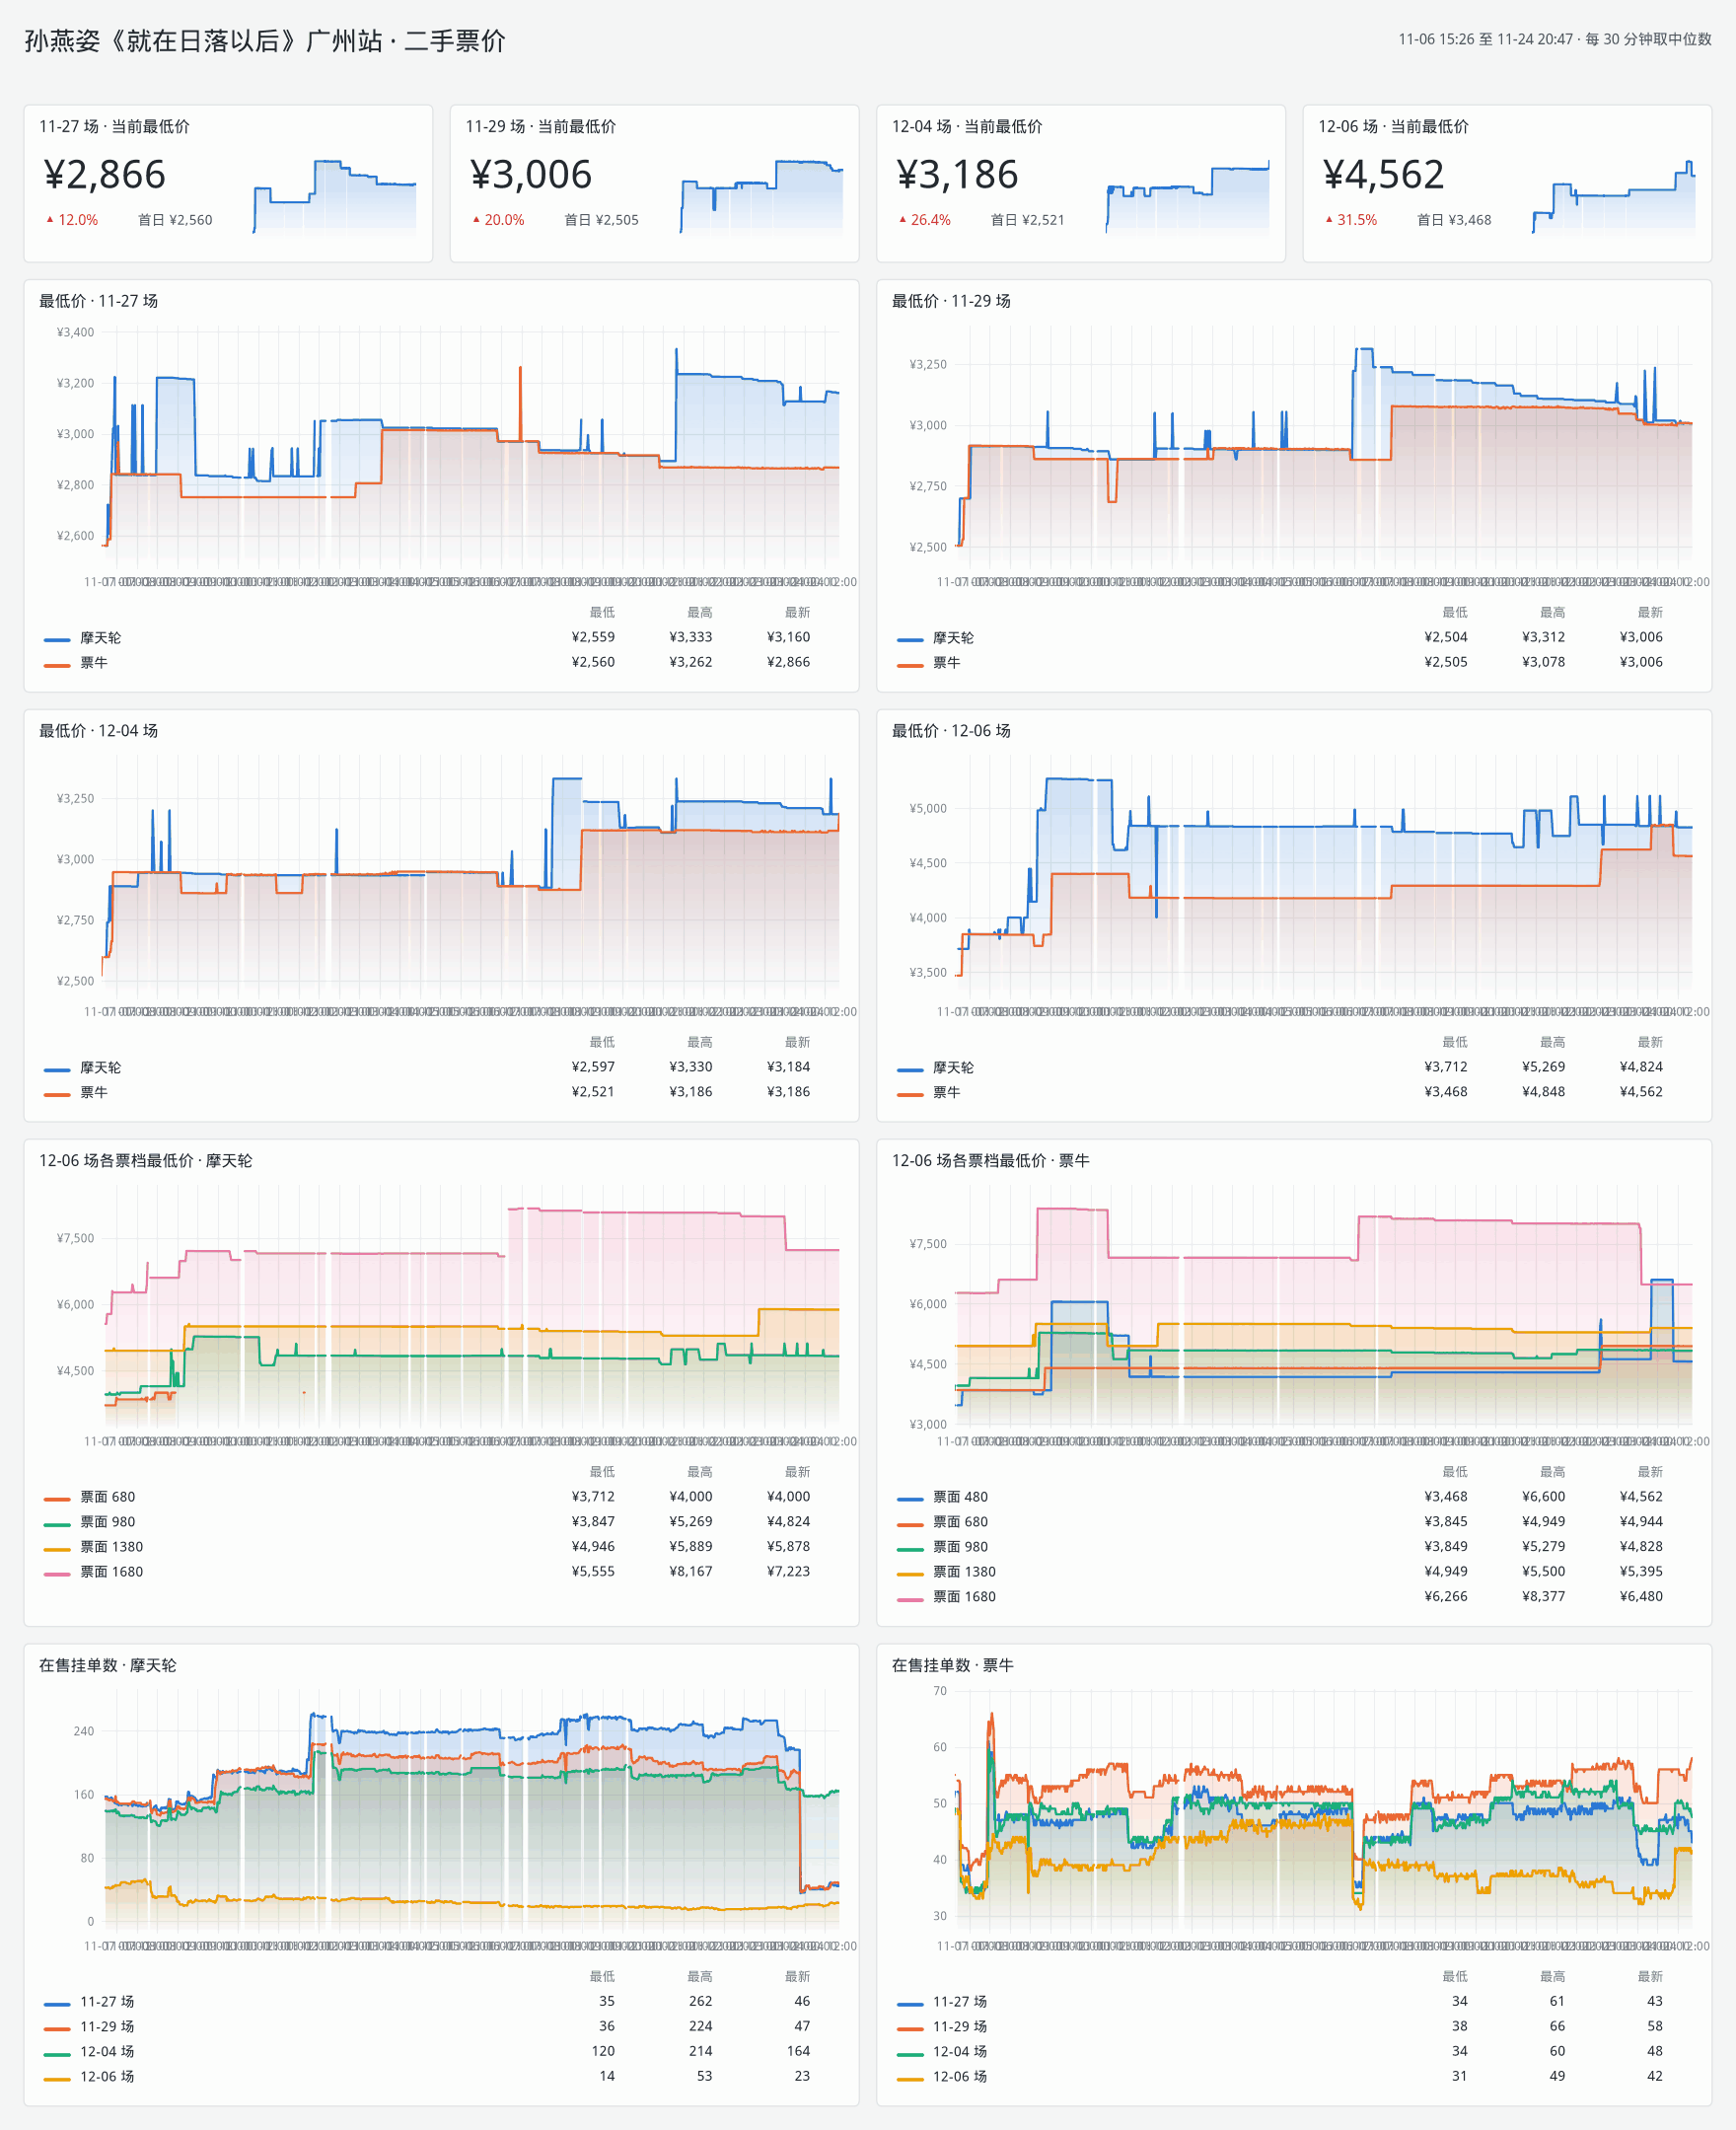 孙燕姿《就在日落以后》广州站 · 二手票价
11-06 15:26 至 11-24 20:47 · 每 30 分钟取中位数
11-27 场 · 当前最低价
¥2,866
▲ 12.0% 首日 ¥2,560
11-29 场 · 当前最低价
¥3,006
▲ 20.0% 首日 ¥2,505
12-04 场 · 当前最低价
¥3,186
▲ 26.4% 首日 ¥2,521
12-06 场 · 当前最低价
¥4,562
▲ 31.5% 首日 ¥3,468
最低价 · 11-27 场
¥3,400
¥3,200
¥3,000
¥2,800
¥2,600
最低 最高 最新
摩天轮 ¥2,559 ¥3,333 ¥3,160
票牛 ¥2,560 ¥3,262 ¥2,866
最低价 · 11-29 场
¥3,250
¥3,000
¥2,750
¥2,500
最低 最高 最新
摩天轮 ¥2,504 ¥3,312 ¥3,006
票牛 ¥2,505 ¥3,078 ¥3,006
最低价 · 12-04 场
¥3,250
¥3,000
¥2,750
¥2,500
最低 最高 最新
摩天轮 ¥2,597 ¥3,330 ¥3,184
票牛 ¥2,521 ¥3,186 ¥3,186
最低价 · 12-06 场
¥5,000
¥4,500
¥4,000
¥3,500
最低 最高 最新
摩天轮 ¥3,712 ¥5,269 ¥4,824
票牛 ¥3,468 ¥4,848 ¥4,562
12-06 场各票档最低价 · 摩天轮
¥7,500
¥6,000
¥4,500
最低 最高 最新
票面 680 ¥3,712 ¥4,000 ¥4,000
票面 980 ¥3,847 ¥5,269 ¥4,824
票面 1380 ¥4,946 ¥5,889 ¥5,878
票面 1680 ¥5,555 ¥8,167 ¥7,223
12-06 场各票档最低价 · 票牛
¥7,500
¥6,000
¥4,500
¥3,000
最低 最高 最新
票面 480 ¥3,468 ¥6,600 ¥4,562
票面 680 ¥3,845 ¥4,949 ¥4,944
票面 980 ¥3,849 ¥5,279 ¥4,828
票面 1380 ¥4,949 ¥5,500 ¥5,395
票面 1680 ¥6,266 ¥8,377 ¥6,480
在售挂单数 · 摩天轮
240
160
80
0
最低 最高 最新
11-27 场 35 262 46
11-29 场 36 224 47
12-04 场 120 214 164
12-06 场 14 53 23
在售挂单数 · 票牛
70
60
50
40
30
最低 最高 最新
11-27 场 34 61 43
11-29 场 38 66 58
12-04 场 34 60 48
12-06 场 31 49 42